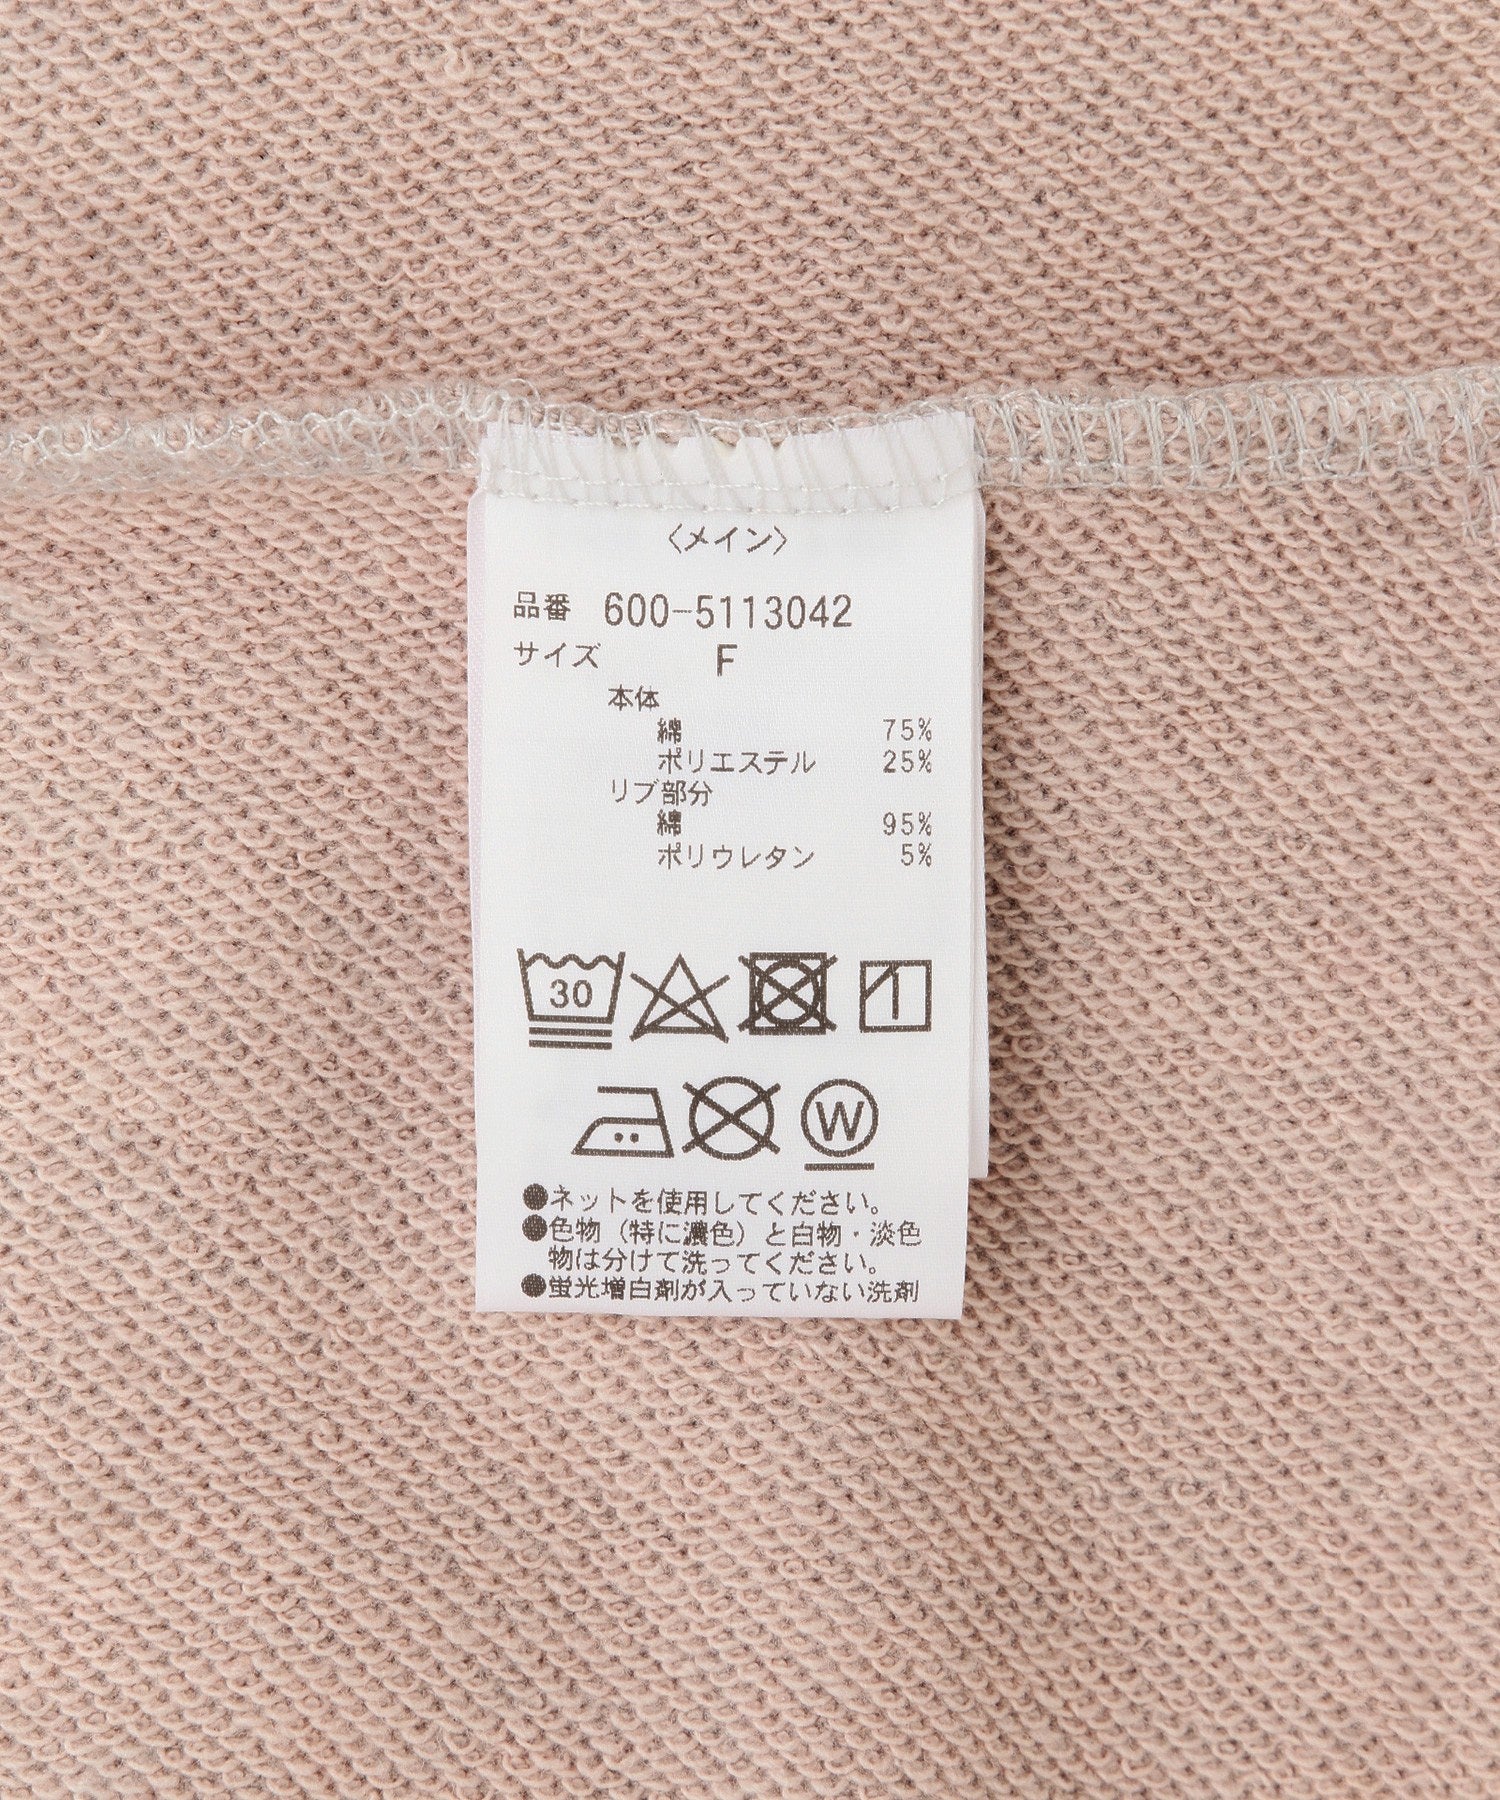 〈メイン〉
品番 600-5113042
サイズ F
本体
綿 75%
ポリエステル 25%
リブ部分
綿 95%
ポリウレタン 5%
30
W
●ネットを使用してください。
●色物（特に濃色）と白物・淡色
物は分けて洗ってください。
●蛍光増白剤が入っていない洗剤